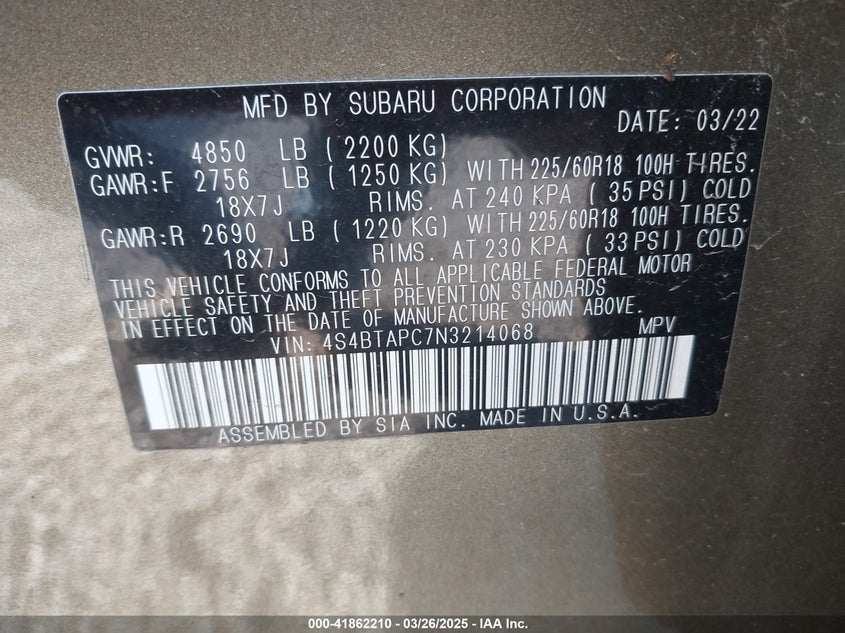 MFD BY SUBARU CORPORATION
DATE: 03/22
GVWR: 4850 LB ( 2200 KG)
GAWR:F 2756 LB ( 1250 KG) WITH 225/60R18 100H TIRES.
18X7J RIMS. AT 240 KPA ( 35 PSI) COLD
GAWR:R 2690 LB ( 1220 KG) WITH 225/60R18 100H TIRES.
18X7J RIMS. AT 230 KPA ( 33 PSI) COLD
THIS VEHICLE CONFORMS TO ALL APPLICABLE FEDERAL MOTOR
VEHICLE SAFETY AND THEFT PREVENTION STANDARDS
IN EFFECT ON THE DATE OF MANUFACTURE SHOWN ABOVE.
VIN: 4S4BTAPC7N3214068 MPV
ASSEMBLED BY SIA INC. MADE IN U.S.A.
000-41862210 - 03/26/2025 - IAA Inc.